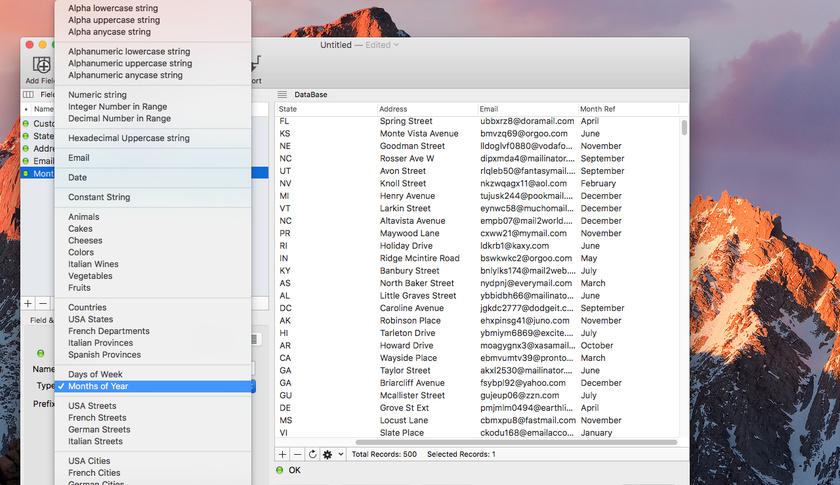 Alpha lowercase string
Alpha uppercase string
Alpha anycase string
Alphanumeric lowercase string
Alphanumeric uppercase string
Alphanumeric anycase string
Numeric string
Integer Number in Range
Decimal Number in Range
Hexadecimal Uppercase string
Email
Date
Constant String
Animals
Cakes
Cheeses
Colors
Italian Wines
Vegetables
Fruits
Countries
USA States
French Departments
Italian Provinces
Spanish Provinces
Days of Week
✓ Months of Year
USA Streets
French Streets
German Streets
Italian Streets
USA Cities
French Cities
German Cities
Untitled — Edited
Add Fiel
ort
Field
Name
Custo
State
Addre
Email
Mont
+ −
Field &
Name
Type
Prefix
DataBase
State Address Email Month Ref
FL Spring Street ubbxrz8@doramail.com April
KS Monte Vista Avenue bmvzq69@orgoo.com June
NE Goodman Street lldoglvf0880@vodafo... November
NC Rosser Ave W dipxmda4@mailinator.... September
UT Avon Street rlqleb50@fantasymail.... September
NV Knoll Street nkzwqagx11@aol.com February
MI Henry Avenue tujusk244@pookmail.... December
VT Larkin Street eynwc58@muchomail.... December
NC Altavista Avenue empb07@mail2world.... December
PR Maywood Lane cxww21@mymail.com November
RI Holiday Drive ldkrb1@kaxy.com June
IN Ridge Mcintire Road bswkwkc2@orgoo.com May
KY Banbury Street bnlylks174@mail2web.... July
AS North Baker Street nydpnj@everymail.com March
AL Little Graves Street ybbidbh66@mailinato... June
DC Caroline Avenue jgkdc2777@dodgeit.c... September
AK Robinson Place ehxpinsg41@juno.com November
HI Tarleton Drive ybmiym6869@excite.... July
AR Howard Drive moagygnx3@xasamail... October
CA Wayside Place ebmvumtv39@pronto... March
GA Taylor Street akxl2530@mailinator.... June
GA Briarcliff Avenue fsybpl92@yahoo.com December
GU Mcallister Street gujeup06@zzn.com July
DE Grove St Ext pmjmlm0494@earthli... April
MS Locust Lane cbmxpu8@fastmail.com November
VI Slate Place ckodu168@emailacco... January
+ − Total Records: 500 Selected Records: 1
OK